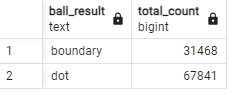 ball_result total_count
text bigint
1 boundary 31468
2 dot 67841